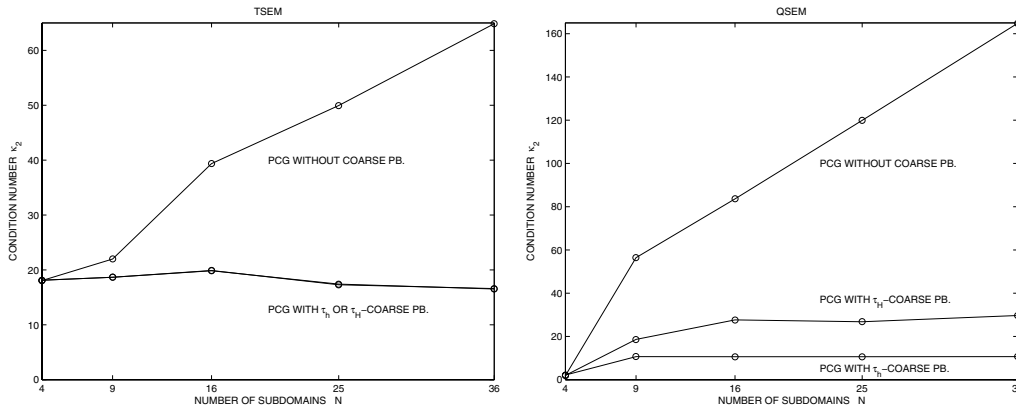 TSEM
60
50
40
30
20
10
0
4
9
16
25
36
CONDITION NUMBER κ2
NUMBER OF SUBDOMAINS N
PCG WITHOUT COARSE PB.
PCG WITH τh OR τH-COARSE PB.
QSEM
160
140
120
100
80
60
40
20
0
4
9
16
25
CONDITION NUMBER κ2
NUMBER OF SUBDOMAINS N
PCG WITHOUT COARSE PB.
PCG WITH τH-COARSE PB.
PCG WITH τh-COARSE PB.